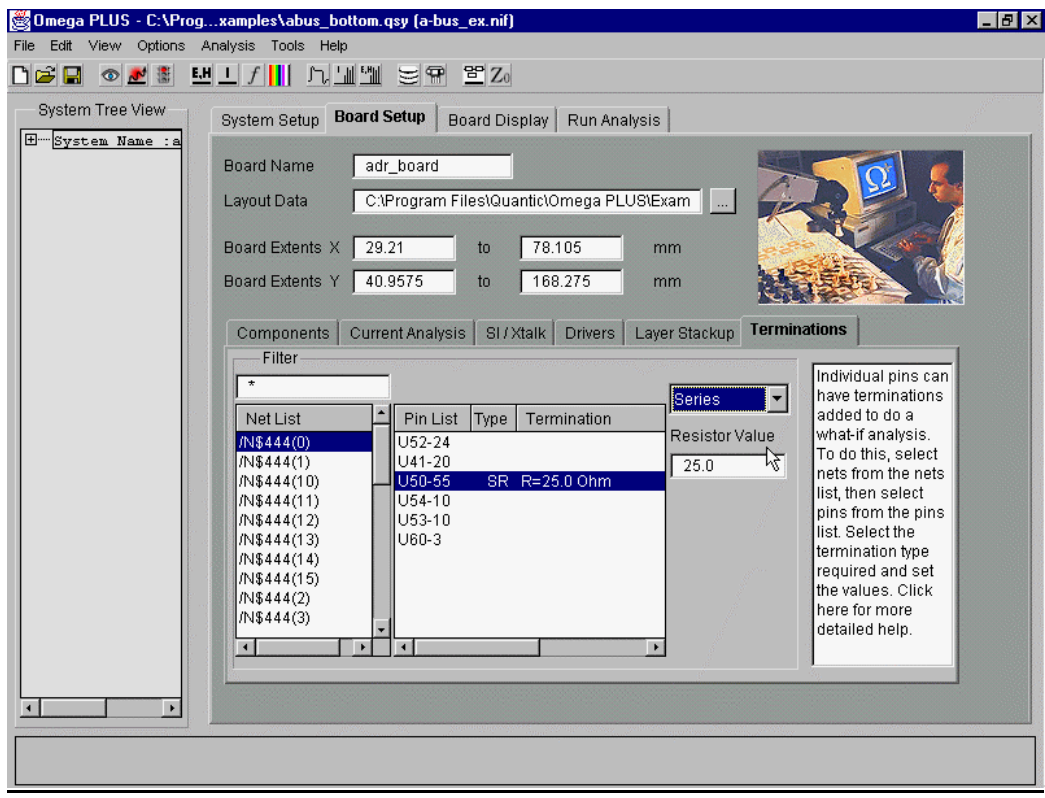 Omega PLUS - C:\Prog...xamples\abus_bottom.qsy (a-bus_ex.nif)
File Edit View Options Analysis Tools Help
E,H I f Z0
System Tree View
System Name :a
System Setup Board Setup Board Display Run Analysis
Board Name adr_board
Layout Data C:\Program Files\Quantic\Omega PLUS\Exam ...
Board Extents X 29.21 to 78.105 mm
Board Extents Y 40.9575 to 168.275 mm
Ω
Components Current Analysis SI / Xtalk Drivers Layer Stackup Terminations
Filter
*
Net List
/N$444(0)
/N$444(1)
/N$444(10)
/N$444(11)
/N$444(12)
/N$444(13)
/N$444(14)
/N$444(15)
/N$444(2)
/N$444(3)
Pin List Type Termination
U52-24
U41-20
U50-55 SR R=25.0 Ohm
U54-10
U53-10
U60-3
Series
Resistor Value
25.0
Individual pins can
have terminations
added to do a
what-if analysis.
To do this, select
nets from the nets
list, then select
pins from the pins
list. Select the
termination type
required and set
the values. Click
here for more
detailed help.